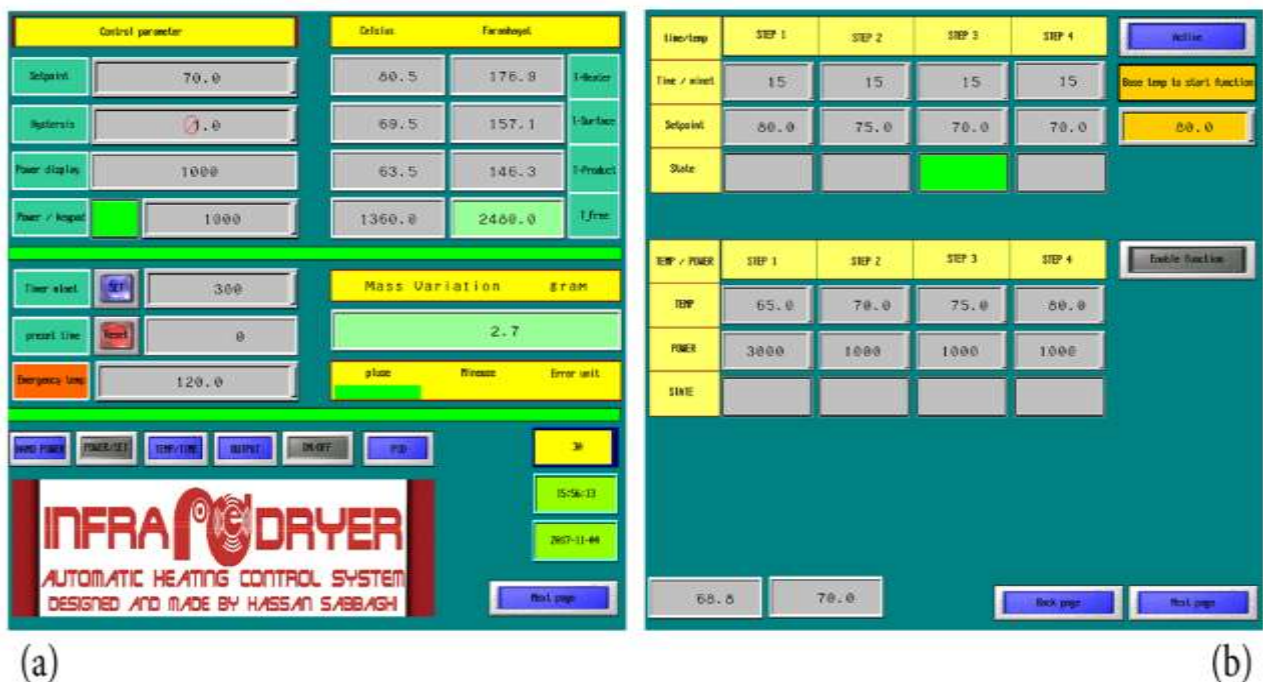 Control parameter
Celsius Faranhayd
Setpoint 70.0 80.5 176.9 T-Heater
Hystersis 1.0 69.5 157.1 T-Surface
Power display 1000 63.5 146.3 T-Product
Power / keypad 1000 1360.0 2480.0 T_free
Timer minet SET 300
Mass Variation gram
preset time Reset 0
2.7
Emergency temp 120.0
pluse Mineuse Error unit
HAND POWER POWER/SET TEMP/TIME OUTPUT ON/OFF PID
30
15:56:13
2017-11-04
INFRARED DRYER
AUTOMATIC HEATING CONTROL SYSTEM
DESIGNED AND MADE BY HASSAN SABBAGHI
Next page
(a)
time/temp STEP 1 STEP 2 STEP 3 STEP 4 Active
Time / minet 15 15 15 15 Base temp to start function
Setpoint 80.0 75.0 70.0 70.0 80.0
State
TEMP / POWER STEP 1 STEP 2 STEP 3 STEP 4 Enable function
TEMP 65.0 70.0 75.0 80.0
POWER 3000 1000 1000 1000
STATE
68.8 70.0
Back page Next page
(b)